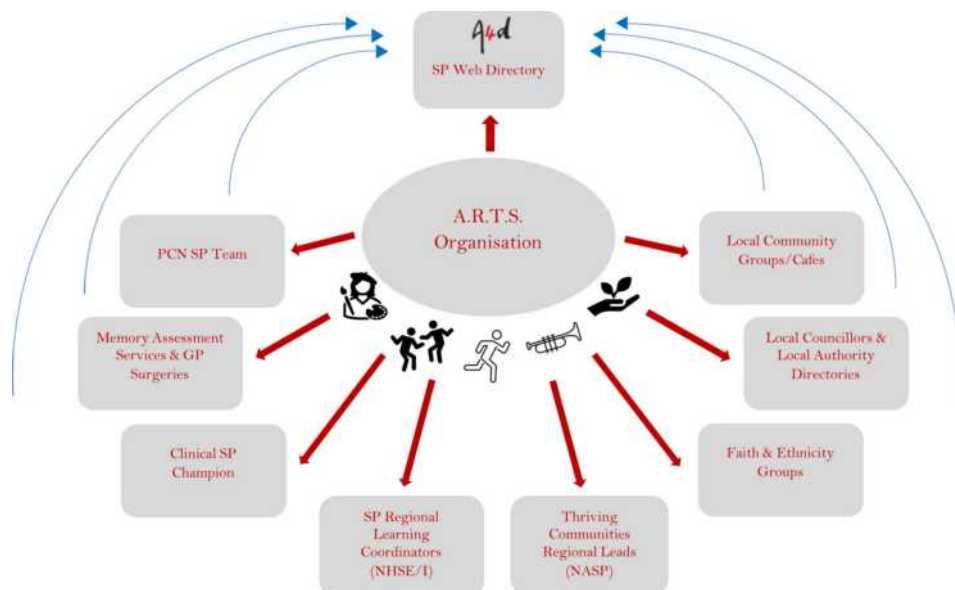 A4d
SP Web Directory
A.R.T.S.
Organisation
PCN SP Team
Local Community
Groups/Cafes
Memory Assessment
Services & GP
Surgeries
Local Councillors &
Local Authority
Directories
Clinical SP
Champion
Faith & Ethnicity
Groups
SP Regional
Learning
Coordinators
(NHSE/I)
Thriving
Communities
Regional Leads
(NASP)